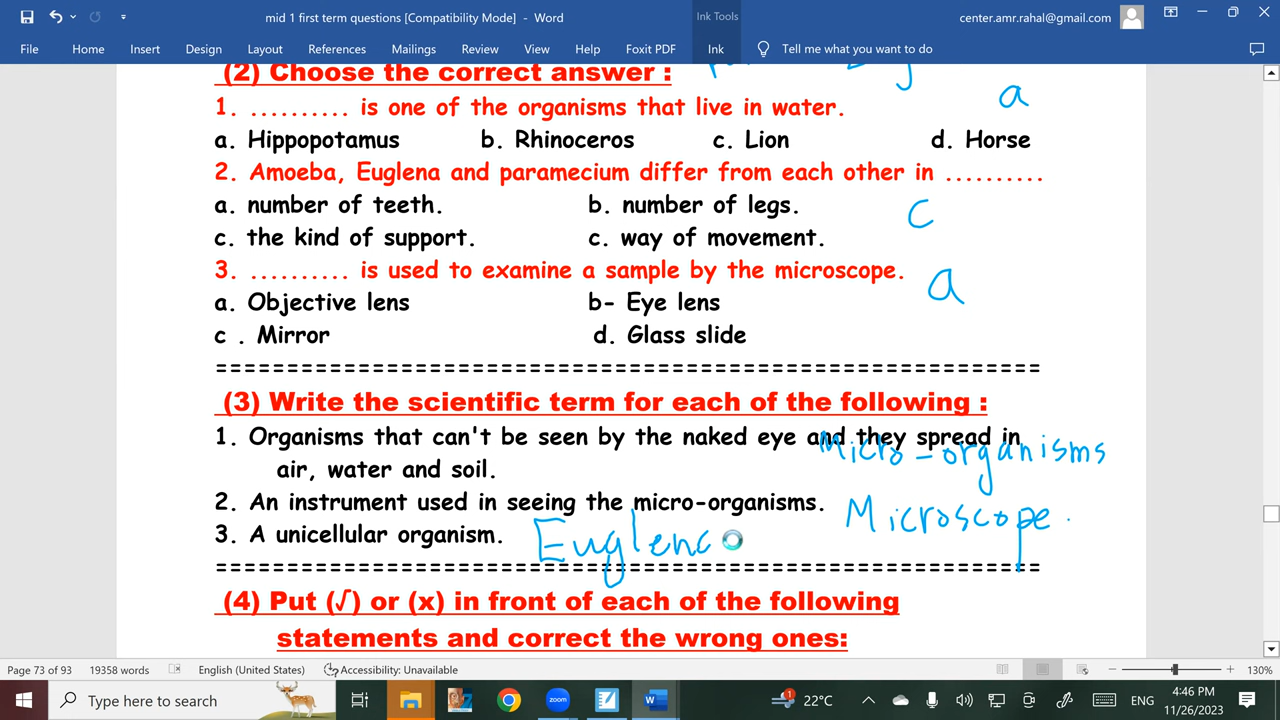 mid 1 first term questions [Compatibility Mode] - Word
Ink Tools
center.amr.rahal@gmail.com
File Home Insert Design Layout References Mailings Review View Help Foxit PDF Ink Tell me what you want to do
(2) Choose the correct answer :
a
1. .......... is one of the organisms that live in water.
a. Hippopotamus b. Rhinoceros c. Lion d. Horse
2. Amoeba, Euglena and paramecium differ from each other in ..........
a. number of teeth. b. number of legs.
c
c. the kind of support. c. way of movement.
3. .......... is used to examine a sample by the microscope.
a
a. Objective lens b- Eye lens
c . Mirror d. Glass slide
=========================================================
(3) Write the scientific term for each of the following :
1. Organisms that can't be seen by the naked eye and they spread in
air, water and soil.
Micro-organisms
2. An instrument used in seeing the micro-organisms.
Microscope.
3. A unicellular organism.
Euglena
=========================================================
(4) Put (√) or (x) in front of each of the following
statements and correct the wrong ones:
Page 73 of 93 19358 words English (United States) Accessibility: Unavailable 130%
Type here to search
zoom
1
22°C
ENG
4:46 PM
11/26/2023